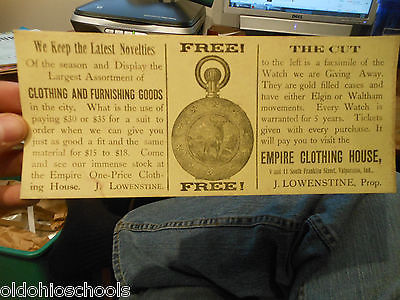 We Keep the Latest Novelties
Of the season and Display the
Largest Assortment of
CLOTHING AND FURNISHING GOODS
in the city. What is the use of
paying $30 or $35 for a suit to
order when we can give you
just as good a fit and the same
material for $15 to $18. Come
and see our immense stock at
the Empire One-Price Cloth-
ing House. J. LOWENSTINE.
FREE!
FREE!
THE CUT
to the left is a facsimile of the
Watch we are Giving Away.
They are gold filled cases and
have either Elgin or Waltham
movements. Every Watch is
warranted for 5 years. Tickets
given with every purchase. It
will pay you to visit the
EMPIRE CLOTHING HOUSE,
9 and 11 South Franklin Street, Valparaiso, Ind.,
J. LOWENSTINE, Prop.
oldohioschools